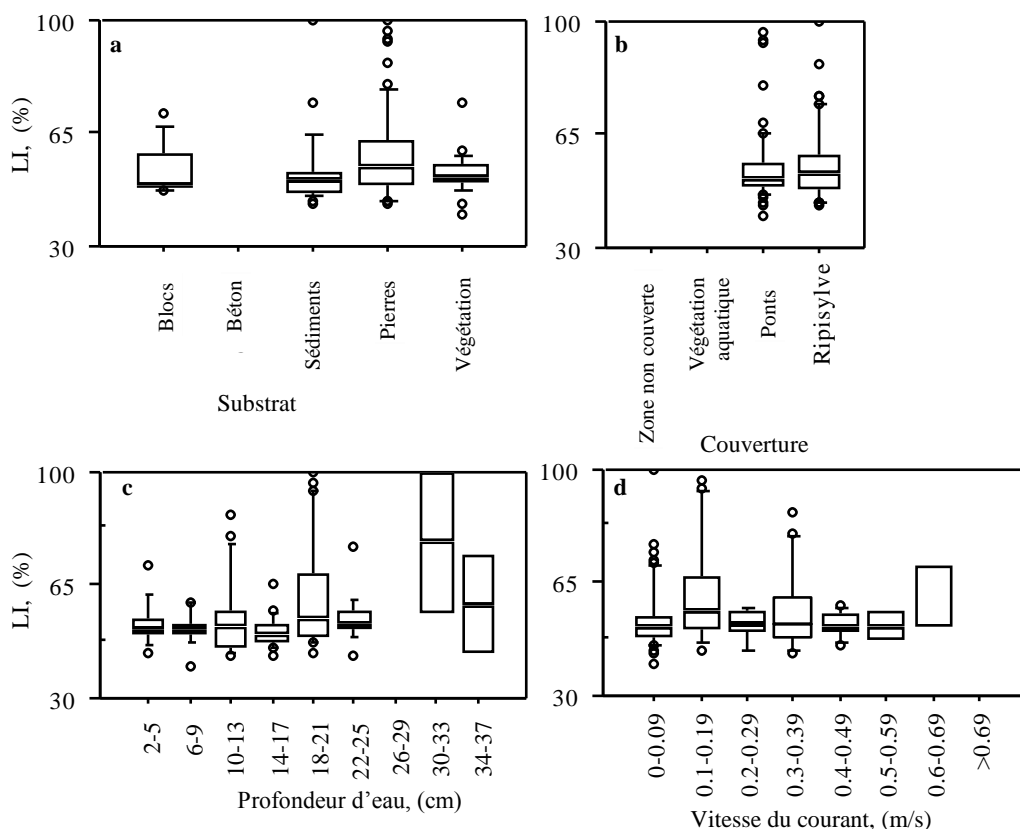 100
a
65
LI, (%)
30
Blocs
Béton
Sédiments
Pierres
Végétation
Substrat
100
b
65
30
Zone non couverte
Végétation
aquatique
Ponts
Ripisylve
Couverture
100
c
65
LI, (%)
30
2-5
6-9
10-13
14-17
18-21
22-25
26-29
30-33
34-37
Profondeur d'eau, (cm)
100
d
65
30
0-0.09
0.1-0.19
0.2-0.29
0.3-0.39
0.4-0.49
0.5-0.59
0.6-0.69
>0.69
Vitesse du courant, (m/s)